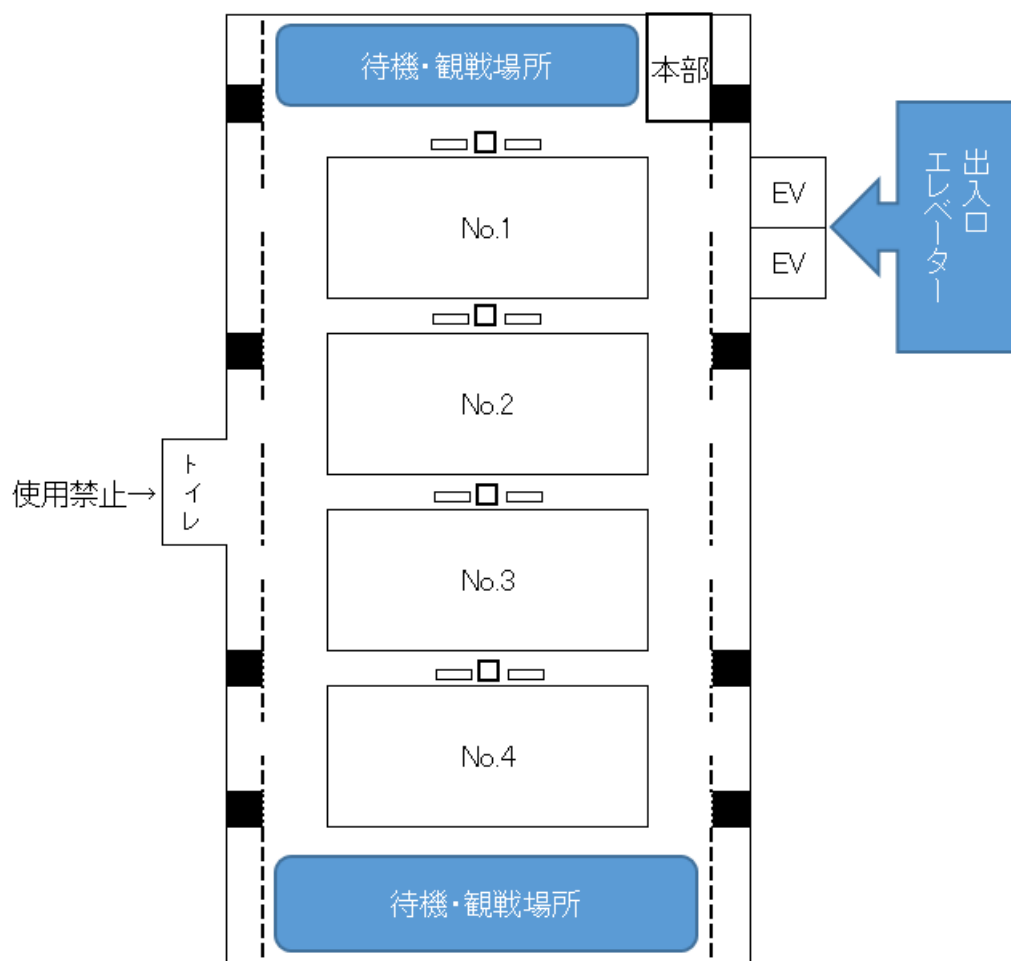 待機・観戦場所
本部
出入口
エレベーター
EV
No.1
EV
No.2
トイレ
使用禁止→
No.3
No.4
待機・観戦場所